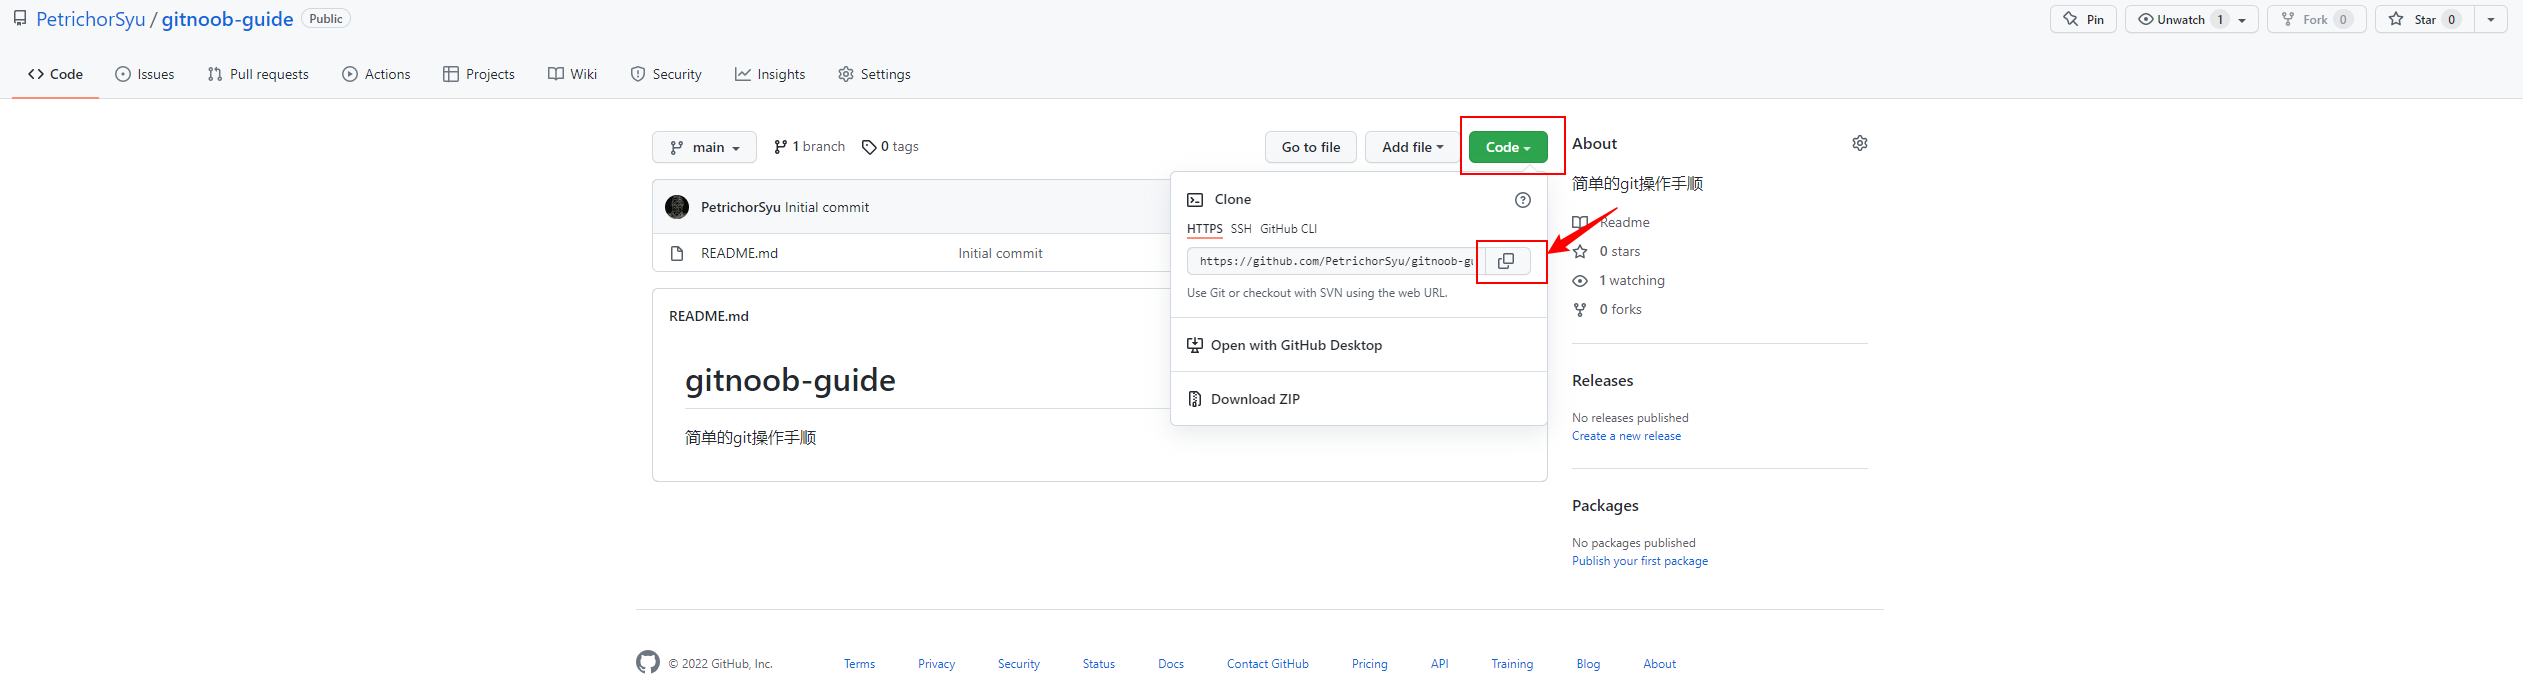 PetrichorSyu / gitnoob-guide Public
Pin Unwatch 1 Fork 0 Star 0
Code Issues Pull requests Actions Projects Wiki Security Insights Settings
main 1 branch 0 tags Go to file Add file Code
PetrichorSyu Initial commit
README.md Initial commit
README.md
gitnoob-guide
简单的git操作手顺
Clone
HTTPS SSH GitHub CLI
https://github.com/PetrichorSyu/gitnoob-gu
Use Git or checkout with SVN using the web URL.
Open with GitHub Desktop
Download ZIP
About
简单的git操作手顺
Readme
0 stars
1 watching
0 forks
Releases
No releases published
Create a new release
Packages
No packages published
Publish your first package
© 2022 GitHub, Inc. Terms Privacy Security Status Docs Contact GitHub Pricing API Training Blog About